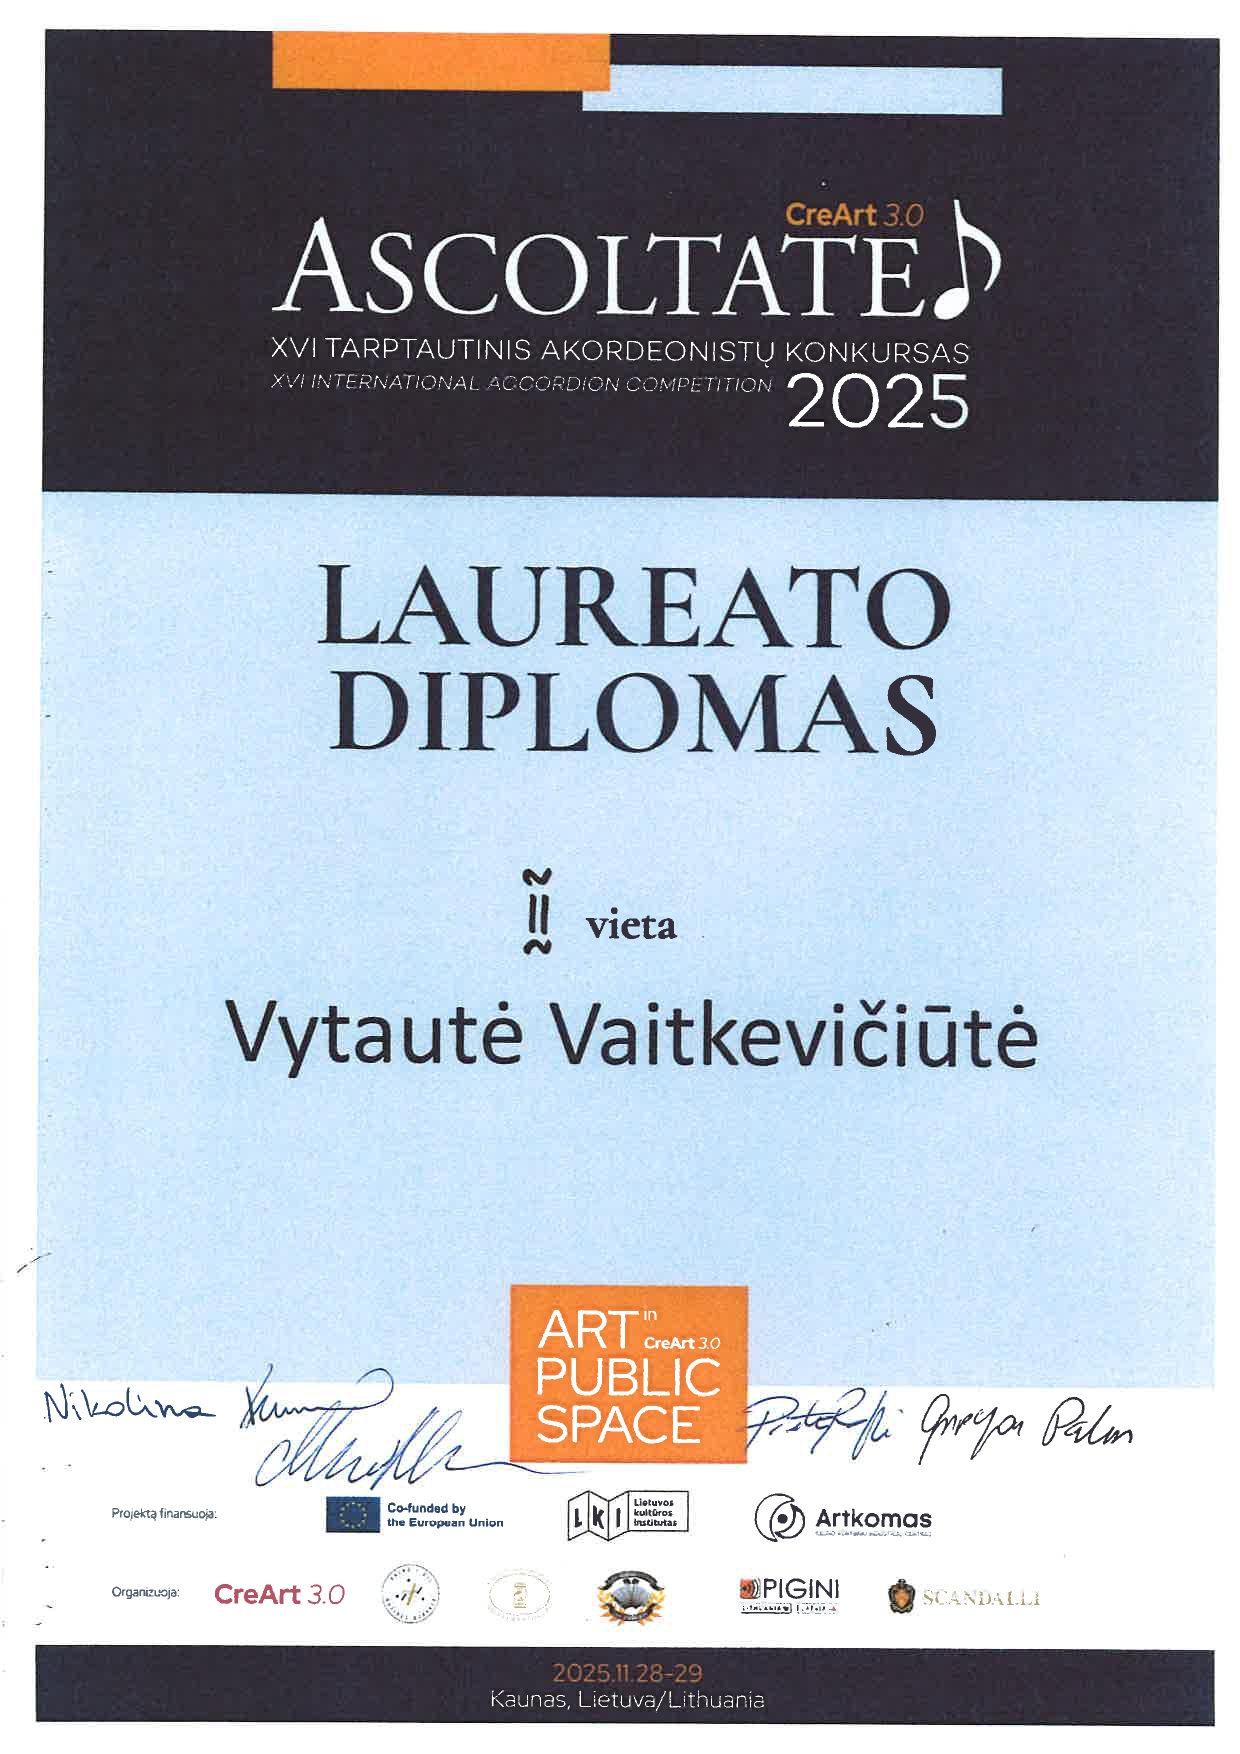 CreArt 3.0
ASCOLTATE
XVI TARPTAUTINIS AKORDEONISTŲ KONKURSAS
XVI INTERNATIONAL ACCORDION COMPETITION 2025
LAUREATO
DIPLOMAS
II vieta
Vytautė Vaitkevičiūtė
ART in
CreArt 3.0
PUBLIC
SPACE
Nikolina
Projektą finansuoja:
Co-funded by
the European Union
LKI
Lietuvos
kultūros
institutas
Artkomas
Organizuoja:
CreArt 3.0
PIGINI
SCANDALLI
2025.11.28-29
Kaunas, Lietuva/Lithuania